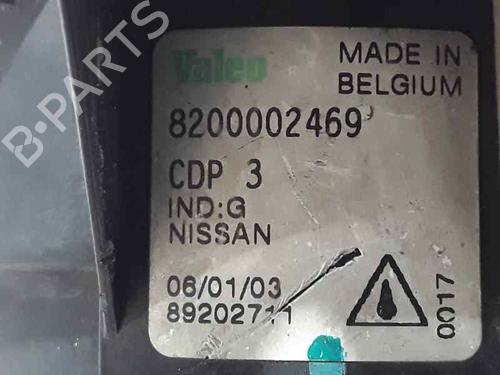 B-PARTS
Valeo
MADE IN
BELGIUM
8200002469
CDP 3
IND:G
NISSAN
06/01/03
89202711
0017